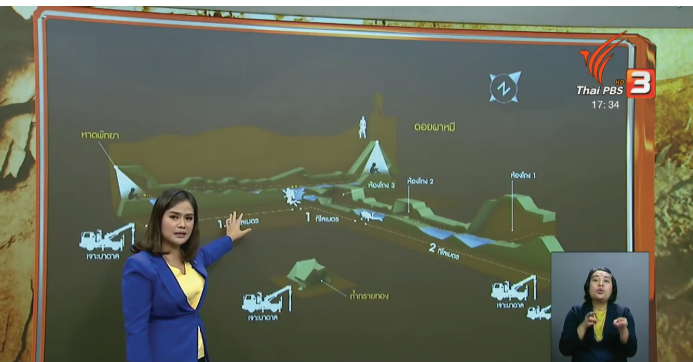 Thai PBS
HD
3
17:34
N
ดอยผาหมี
หาดพัทยา
ห้องโถง 3
ห้องโถง 2
ห้องโถง 1
1
1 กิโลเมตร
2 กิโลเมตร
เจาะบาดาล
ถ้ำทรายทอง
เจาะบาดาล
เจาะบาดาล